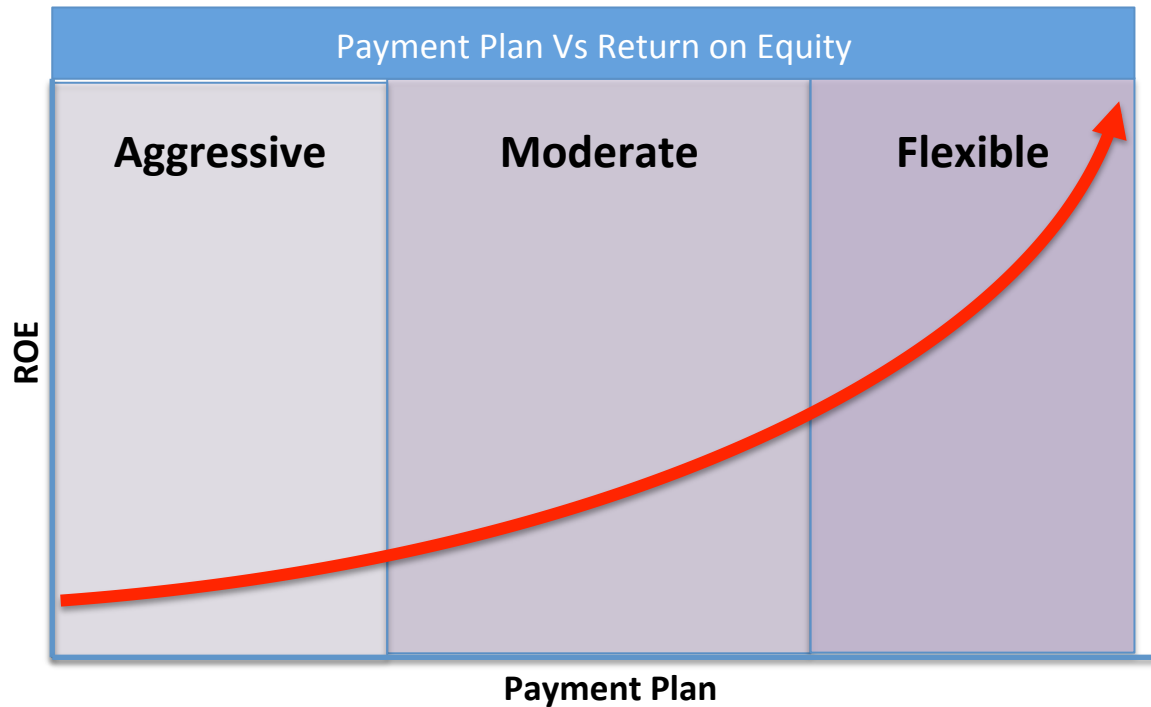 Payment Plan Vs Return on Equity
Aggressive Moderate Flexible
ROE
Payment Plan